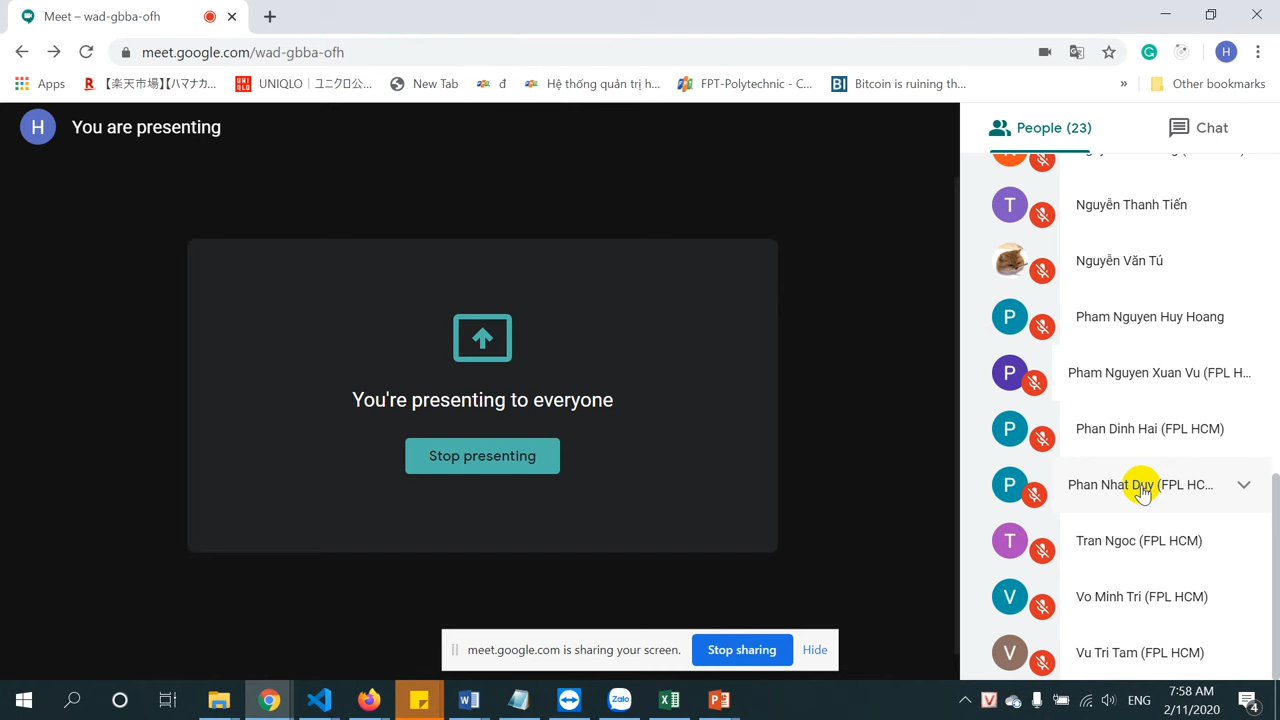 Meet – wad-gbba-ofh
meet.google.com/wad-gbba-ofh
Apps
R 【楽天市場】【ハマナカ...
UNIQLO | ユニクロ公...
New Tab
đ
Hệ thống quản trị h...
FPT-Polytechnic - C...
BI Bitcoin is ruining th...
»
Other bookmarks
H
H You are presenting
People (23)
Chat
T Nguyễn Thanh Tiến
Nguyễn Văn Tú
P Pham Nguyen Huy Hoang
P Pham Nguyen Xuan Vu (FPL H...
P Phan Dinh Hai (FPL HCM)
P Phan Nhat Duy (FPL HC...
T Tran Ngoc (FPL HCM)
V Vo Minh Tri (FPL HCM)
V Vu Tri Tam (FPL HCM)
You're presenting to everyone
Stop presenting
meet.google.com is sharing your screen.
Stop sharing
Hide
Zalo
ENG
7:58 AM
2/11/2020
4